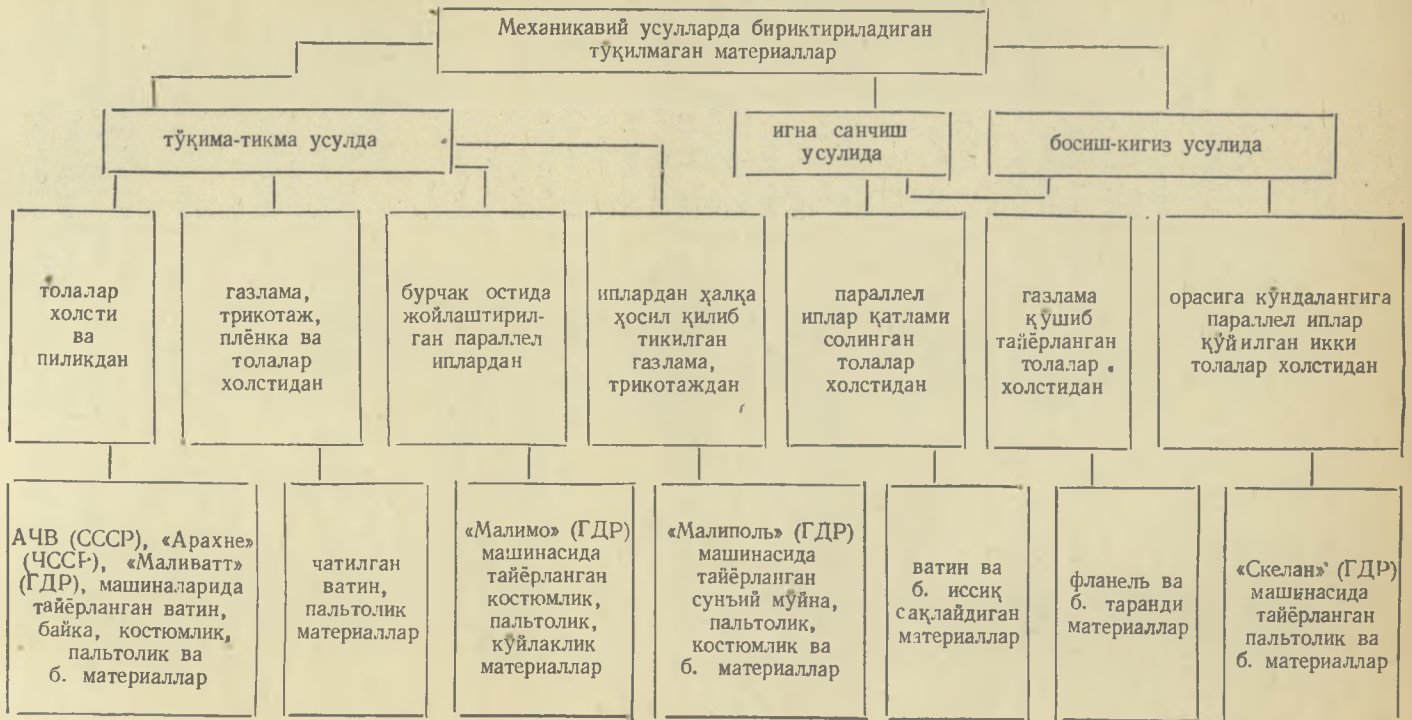 Механикавий усулларда бириктириладиган
тўқилмаган материаллар
тўқима-тикма усулда
игна санчиш
усулида
босиш-кигиз усулида
толалар
холсти
ва
пиликдан
газлама,
трикотаж,
плёнка ва
толалар
холстидан
бурчак остида
жойлаштирил-
ган параллел
иплардан
иплардан ҳалқа
ҳосил қилиб
тикилган
газлама,
трикотаждан
параллел
иплар қатлами
солинган
толалар
холстидан
газлама
қўшиб
тайёрланган
толалар
холстидан
орасига кўндалангига
параллел иплар
қўйилган икки
толалар холстидан
АЧВ (СССР), «Арахне»
(ЧССР), «Маливатт»
(ГДР), машиналарида
тайёрланган ватин,
байка, костюмлик,
пальтолик ва
б. материаллар
чатилган
ватин,
пальтолик
материаллар
«Малимо» (ГДР)
машинасида
тайёрланган
костюмлик,
пальтолик,
кўйлаклик
материаллар
«Малиполь» (ГДР)
машинасида
тайёрланган
сунъий мўйна,
пальтолик,
костюмлик ва
б. материаллар
ватин ва
б. иссиқ
сақлайдиган
материаллар
фланель ва
б. таранди
материаллар
«Скелан» (ГДР)
машинасида
тайёрланган
пальтолик ва
б. материаллар